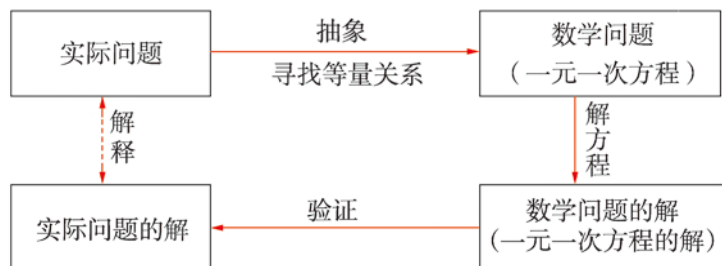 实际问题
抽象
寻找等量关系
数学问题
（一元一次方程）
解释
解方程
实际问题的解
验证
数学问题的解
(一元一次方程的解)